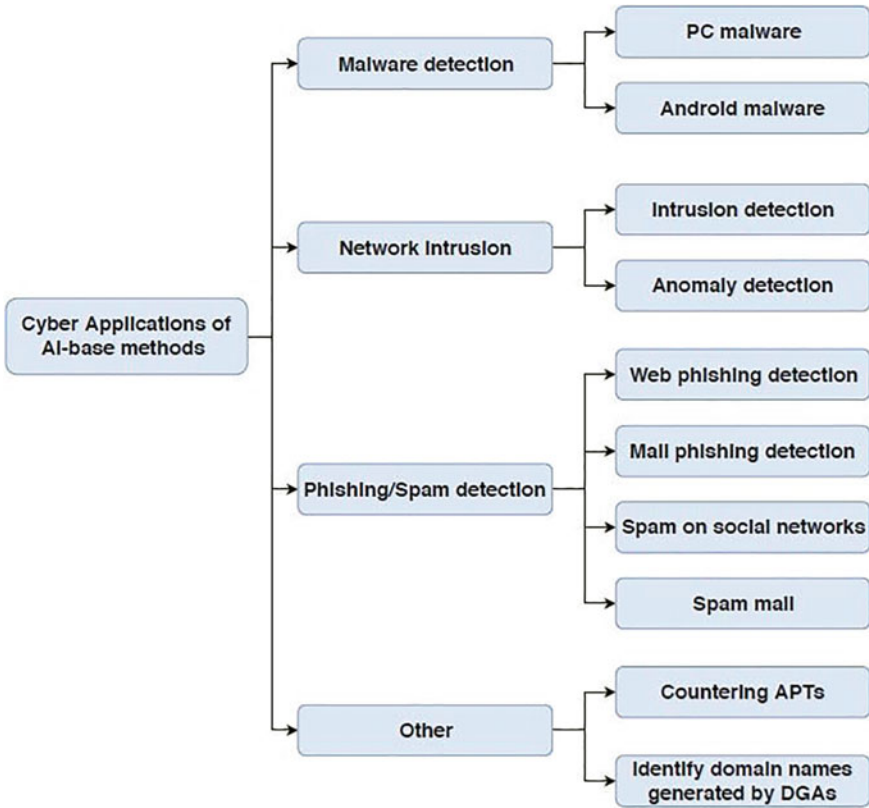 Cyber Applications of
AI-base methods
Malware detection
PC malware
Android malware
Network Intrusion
Intrusion detection
Anomaly detection
Phishing/Spam detection
Web phishing detection
Mail phishing detection
Spam on social networks
Spam mail
Other
Countering APTs
Identify domain names
generated by DGAs